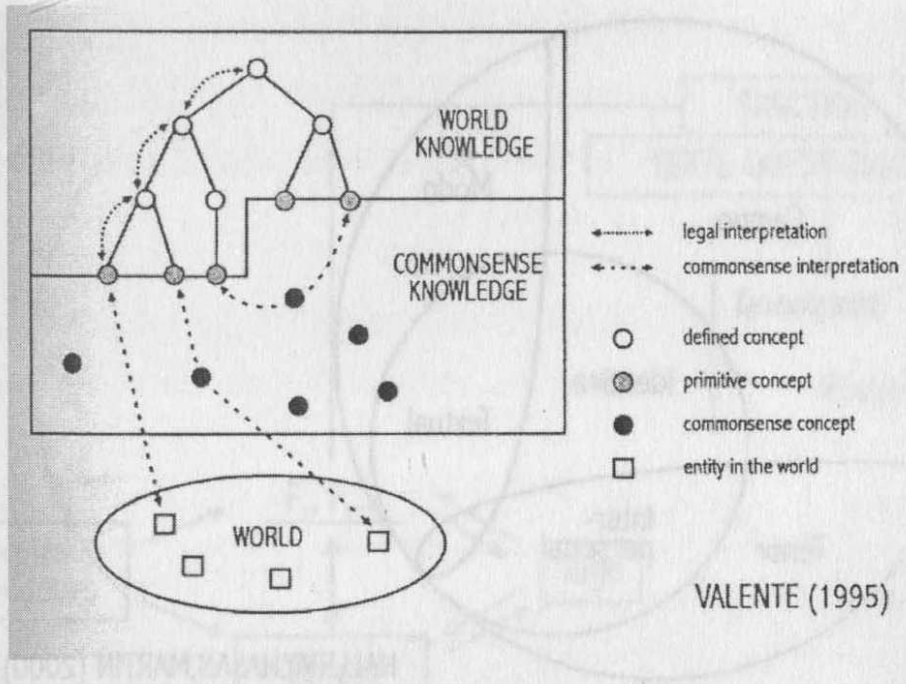 WORLD
KNOWLEDGE
COMMONSENSE
KNOWLEDGE
legal interpretation
commonsense interpretation
defined concept
primitive concept
commonsense concept
entity in the world
WORLD
VALENTE (1995)